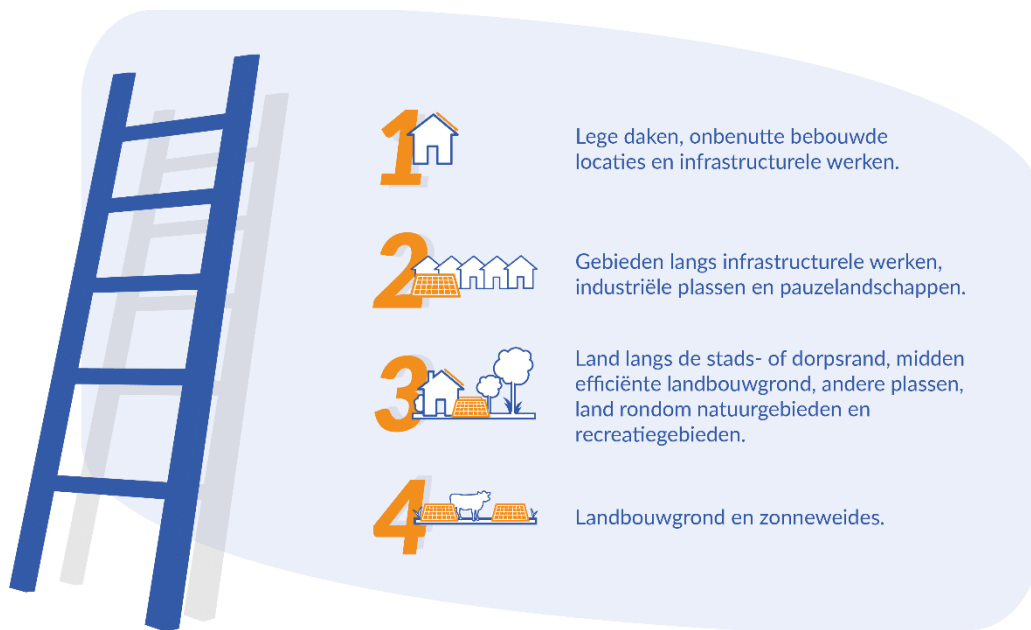 1
Lege daken, onbenutte bebouwde
locaties en infrastructurele werken.
2
Gebieden langs infrastructurele werken,
industriële plassen en pauzelandschappen.
3
Land langs de stads- of dorpsrand, midden
efficiënte landbouwgrond, andere plassen,
land rondom natuurgebieden en
recreatiegebieden.
4
Landbouwgrond en zonneweides.